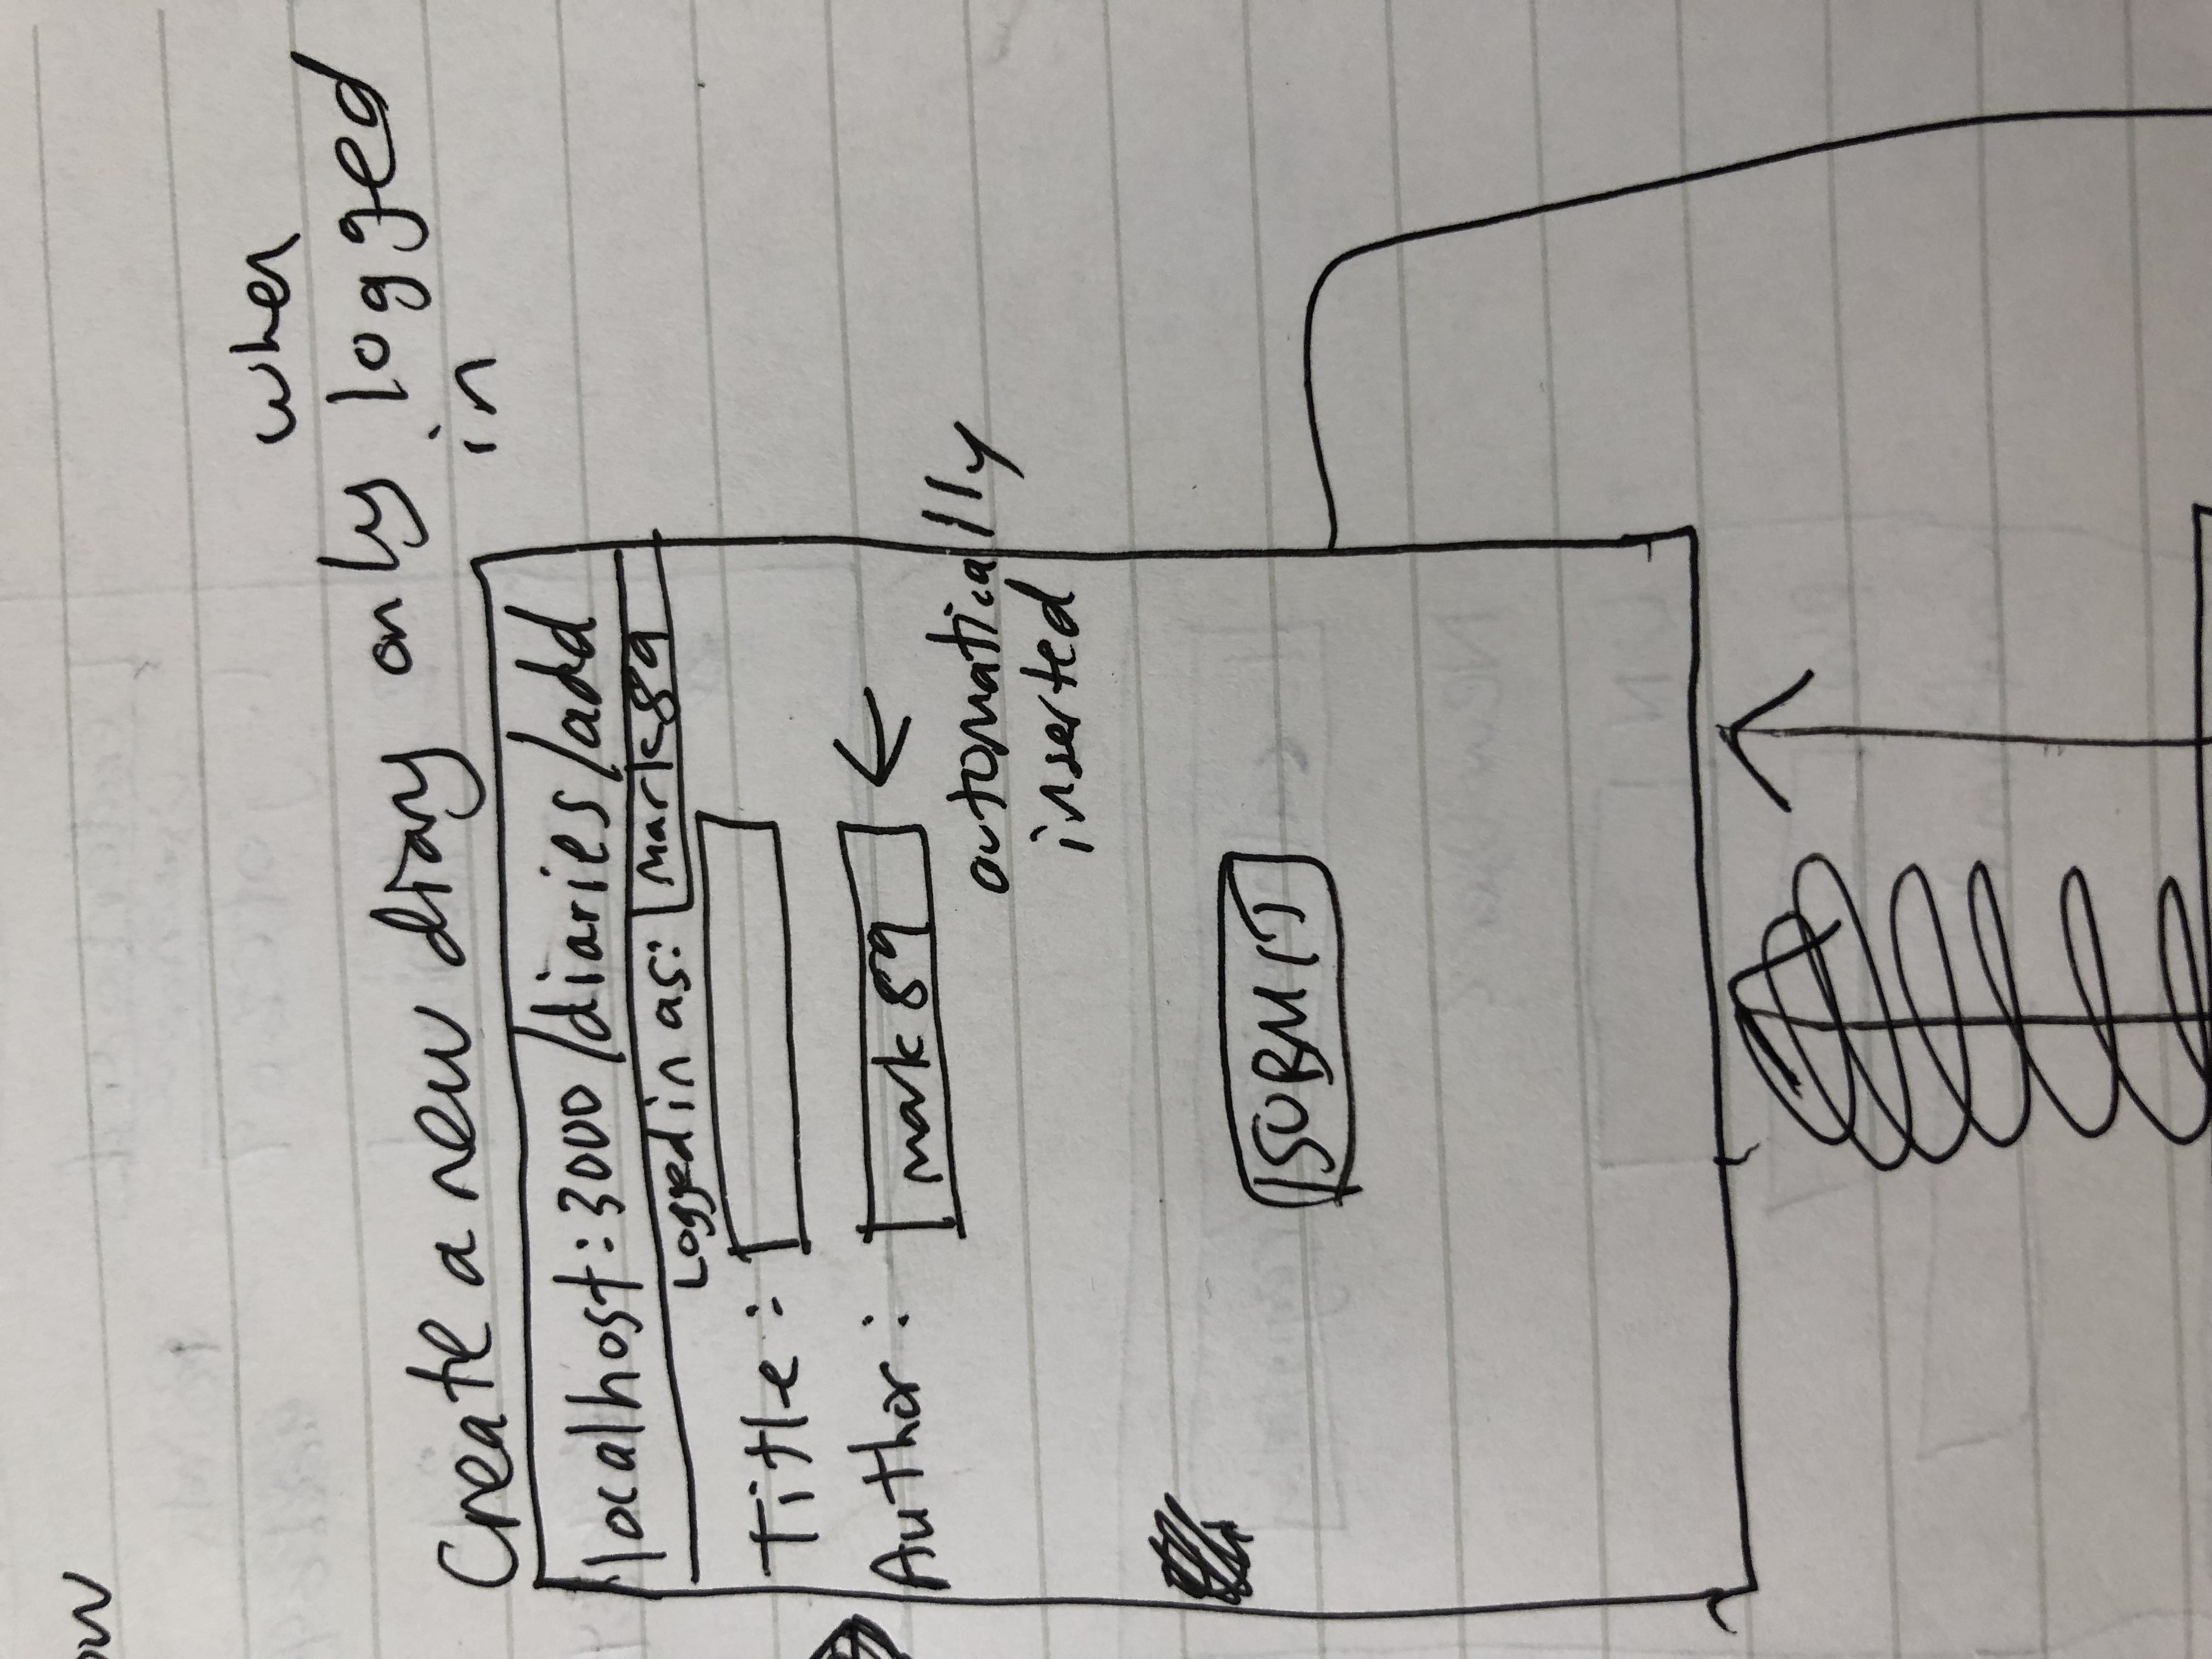 ow
Create a new diary only when logged in
localhost:3000/diaries/add
Logged in as: mark89
Title:
Author: mark89
automatically
inserted
SUBMIT